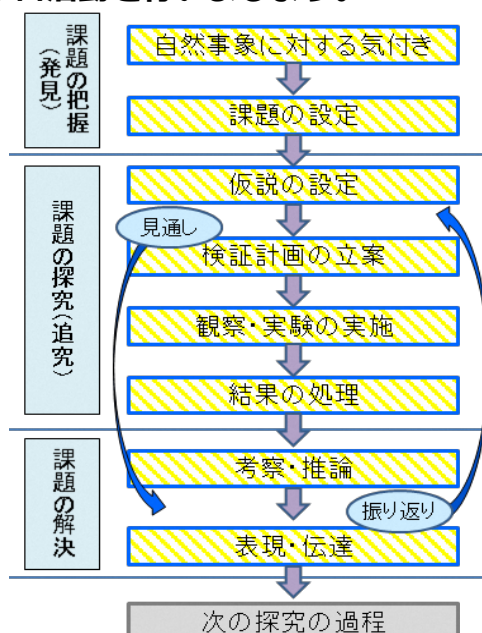 課題の把握
（発見）
自然事象に対する気付き
課題の設定
課題の探究（追究）
仮説の設定
見通し
検証計画の立案
観察・実験の実施
結果の処理
課題の解決
考察・推論
振り返り
表現・伝達
次の探究の過程